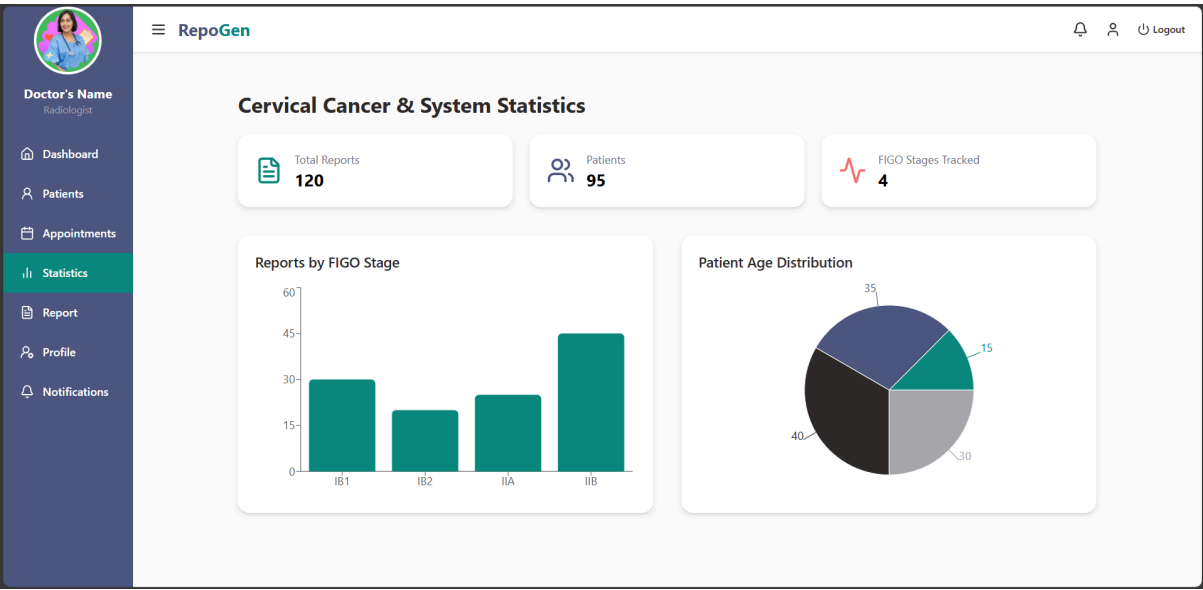 RepoGen
Logout
Doctor's Name
Radiologist
Dashboard
Patients
Appointments
Statistics
Report
Profile
Notifications
Cervical Cancer & System Statistics
Total Reports
120
Patients
95
FIGO Stages Tracked
4
Reports by FIGO Stage
60
45
30
15
0
IB1 IB2 IIA IIB
Patient Age Distribution
35
15
40
30